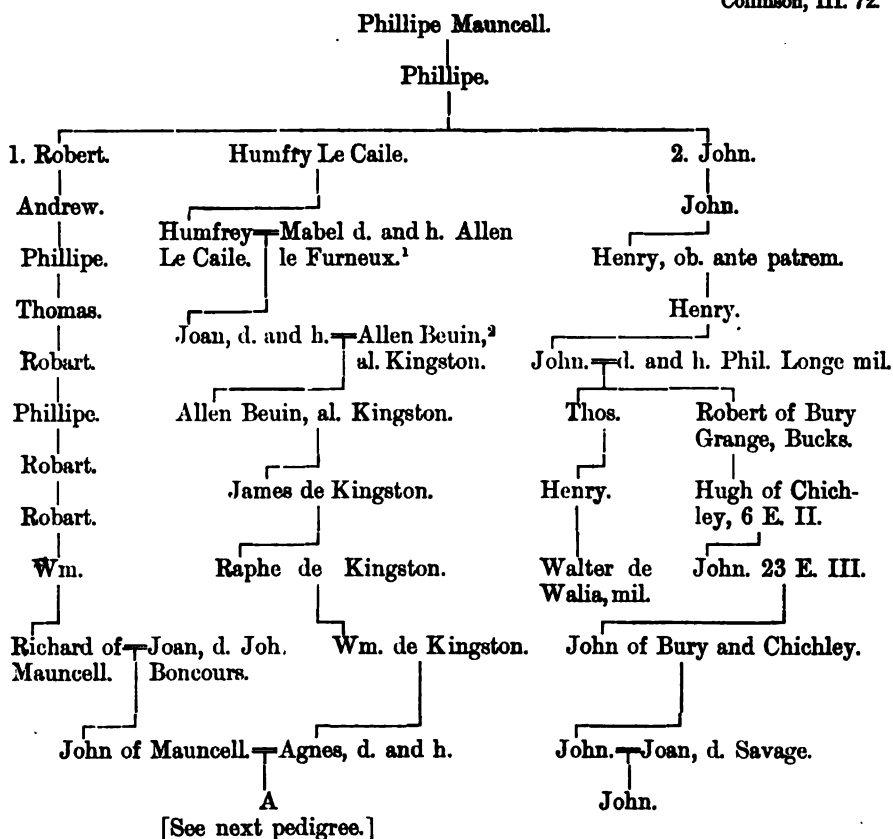 Collinson, III. 72.
Phillipe Mauncell.
Phillipe.
1. Robert. Humfry Le Caile. 2. John.
Andrew. John.
Humfrey Mabel d. and h. Allen
Le Caile. le Furneux.¹
Phillipe. Henry, ob. ante patrem.
Thomas. Henry.
Joan, d. and h. Allen Beuin,²
al. Kingston.
Robart. John. d. and h. Phil. Longe mil.
Phillipe. Allen Beuin, al. Kingston. Thos. Robert of Bury
Grange, Bucks.
Robart.
James de Kingston. Henry. Hugh of Chich-
ley, 6 E. II.
Robart.
Wm. Raphe de Kingston. Walter de John. 23 E. III.
Walia, mil.
Richard of Joan, d. Joh. Wm. de Kingston. John of Bury and Chichley.
Mauncell. Boncours.
John of Mauncell. Agnes, d. and h. John. Joan, d. Savage.
A John.
[See next pedigree.]